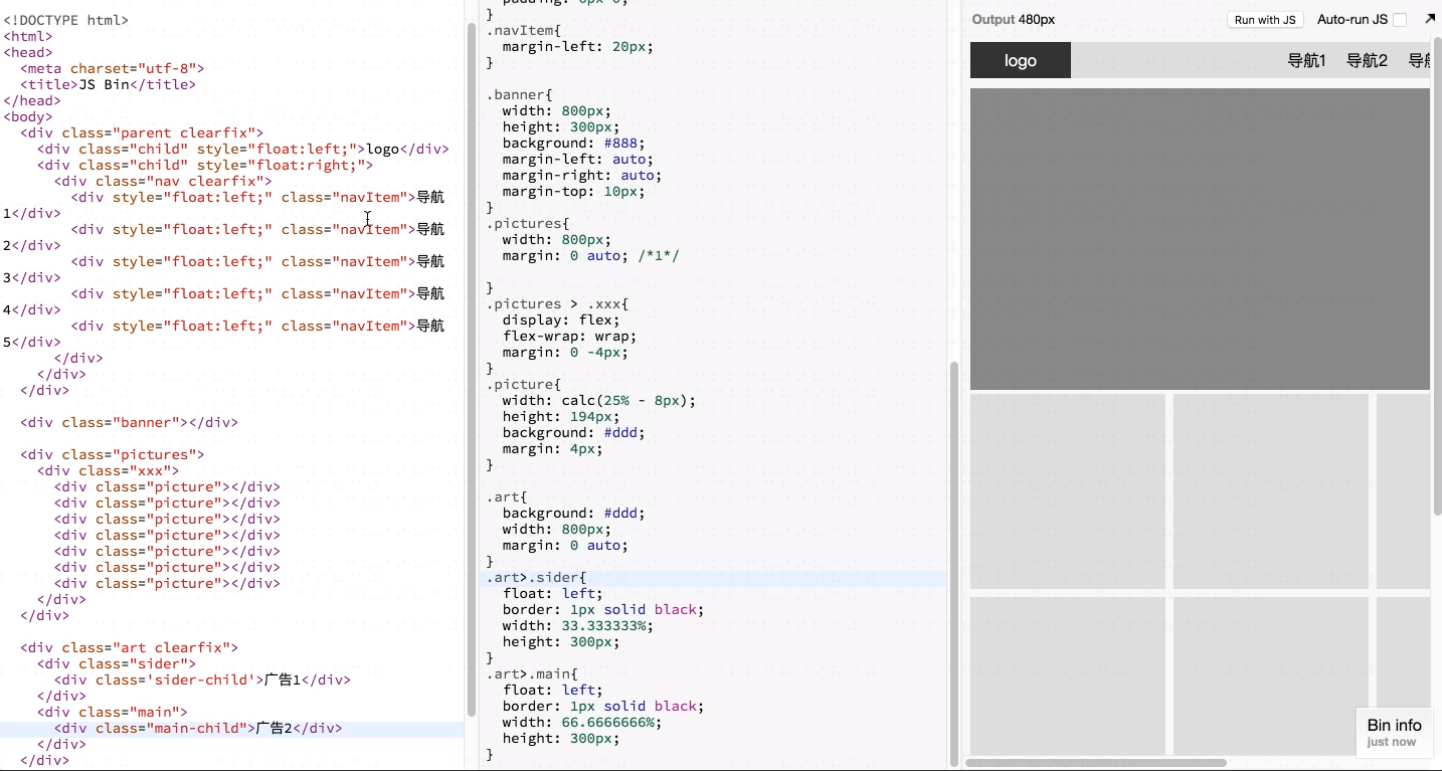 <!DOCTYPE html>
<html>
<head>
<meta charset="utf-8">
<title>JS Bin</title>
</head>
<body>
<div class="parent clearfix">
<div class="child" style="float:left;">logo</div>
<div class="child" style="float:right;">
<div class="nav clearfix">
<div style="float:left;" class="navItem">导航
1</div>
<div style="float:left;" class="navItem">导航
2</div>
<div style="float:left;" class="navItem">导航
3</div>
<div style="float:left;" class="navItem">导航
4</div>
<div style="float:left;" class="navItem">导航
5</div>
</div>
</div>
</div>
<div class="banner"></div>
<div class="pictures">
<div class="xxx">
<div class="picture"></div>
<div class="picture"></div>
<div class="picture"></div>
<div class="picture"></div>
<div class="picture"></div>
<div class="picture"></div>
<div class="picture"></div>
</div>
</div>
<div class="art clearfix">
<div class="sider">
<div class='sider-child'>广告1</div>
</div>
<div class="main">
<div class="main-child">广告2</div>
</div>
</div>
}
.navItem{
margin-left: 20px;
}
.banner{
width: 800px;
height: 300px;
background: #888;
margin-left: auto;
margin-right: auto;
margin-top: 10px;
}
.pictures{
width: 800px;
margin: 0 auto; /*1*/
}
.pictures > .xxx{
display: flex;
flex-wrap: wrap;
margin: 0 -4px;
}
.picture{
width: calc(25% - 8px);
height: 194px;
background: #ddd;
margin: 4px;
}
.art{
background: #ddd;
width: 800px;
margin: 0 auto;
}
.art>.sider{
float: left;
border: 1px solid black;
width: 33.333333%;
height: 300px;
}
.art>.main{
float: left;
border: 1px solid black;
width: 66.6666666%;
height: 300px;
}
Output 480px
Run with JS
Auto-run JS
logo
导航1 导航2
Bin info
just now